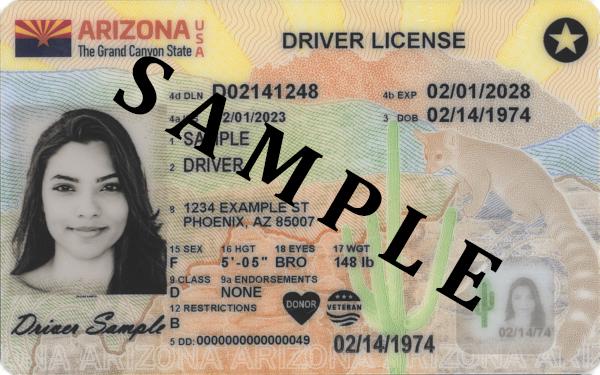 ARIZONA USA
The Grand Canyon State
DRIVER LICENSE
4d DLN D02141248
4b EXP 02/01/2028
02/01/2023
3 DOB 02/14/1974
1 SAMPLE
2 DRIVER
8 1234 EXAMPLE ST
PHOENIX, AZ 85007
15 SEX 16 HGT 18 EYES 17 WGT
F 5'-05" BRO 148 lb
9 CLASS 9a ENDORSEMENTS
D NONE
12 RESTRICTIONS
B
DONOR
VETERAN
5 DD: 0000000000000049
02/14/1974
02/14/74
Driver Sample
ARIZONA ARIZONA ARIZONA ARIZONA
SAMPLE